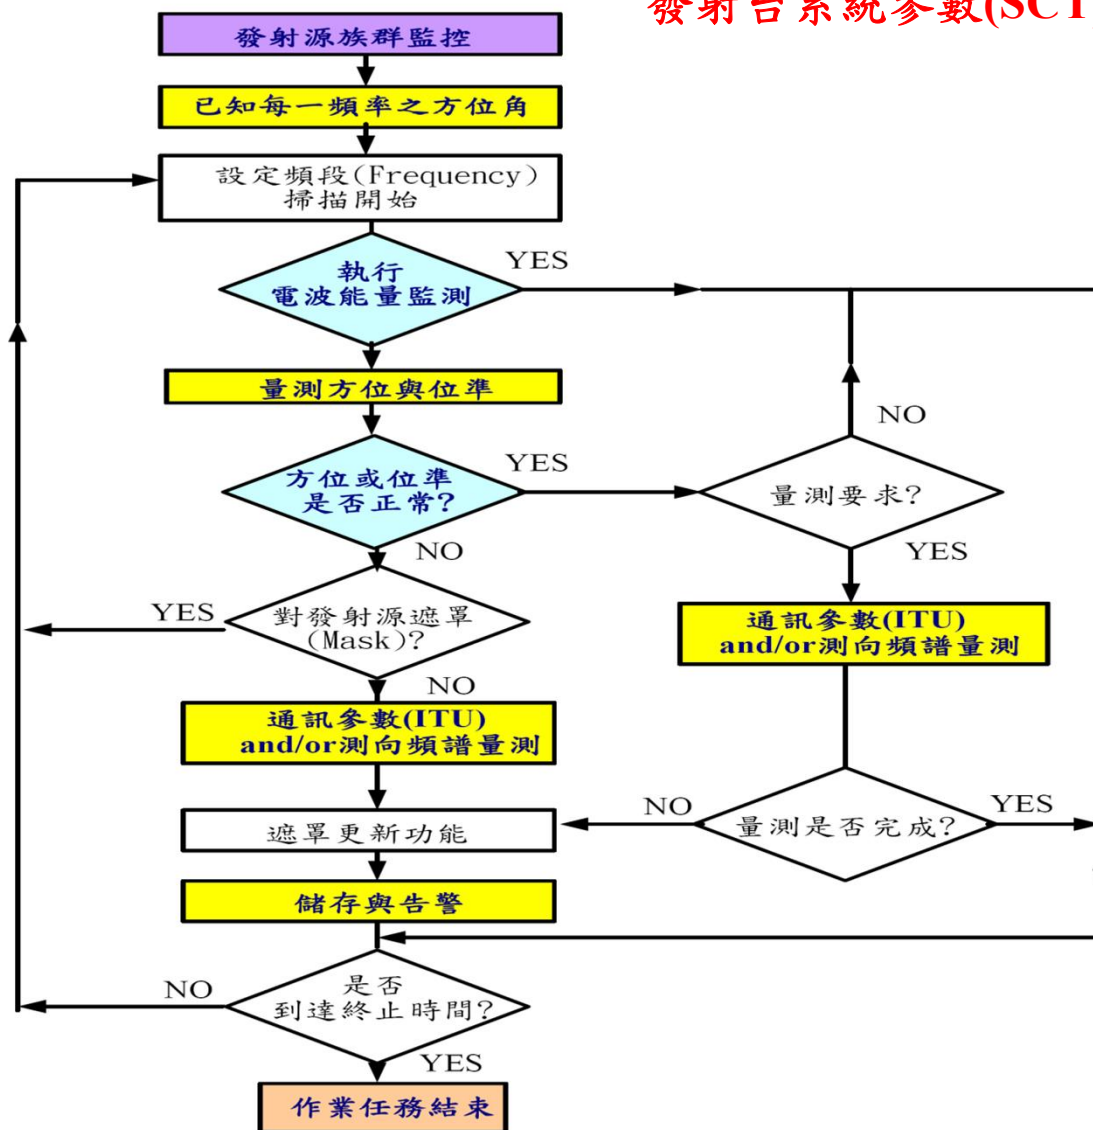 發射台系統參數(SCT
發射源族群監控
已知每一頻率之方位角
設定頻段(Frequency)
掃描開始
執行
電波能量監測
YES
量測方位與位準
NO
方位或位準
是否正常?
YES
量測要求?
NO
YES
YES
對發射源遮罩
(Mask)?
通訊參數(ITU)
and/or測向頻譜量測
NO
通訊參數(ITU)
and/or測向頻譜量測
NO
YES
遮罩更新功能
量測是否完成?
儲存與告警
NO
是否
到達終止時間?
YES
作業任務結束